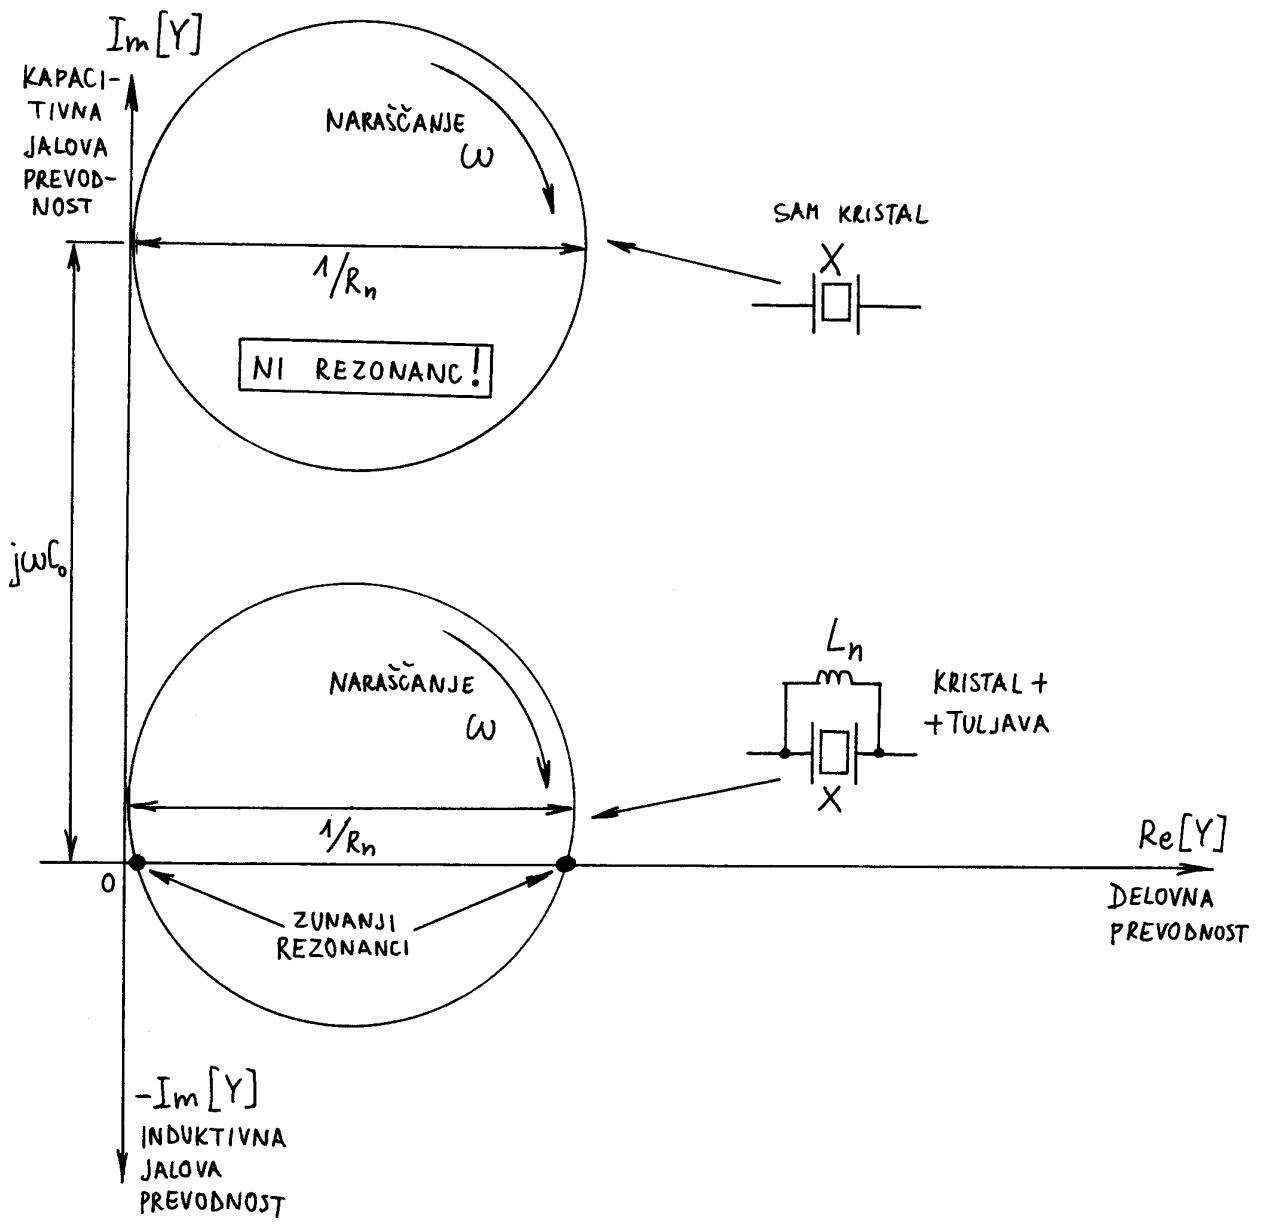 Im[Y]
KAPACI-
TIVNA
JALOVA
PREVOD-
NOST
NARAŠČANJE
ω
1/Rn
NI REZONANC!
SAM KRISTAL
X
jωC₀
NARAŠČANJE
ω
1/Rn
Ln
KRISTAL +
+ TULJAVA
X
Re[Y]
DELOVNA
PREVODNOST
0
ZUNANJI
REZONANCI
-Im[Y]
INDUKTIVNA
JALOVA
PREVODNOST